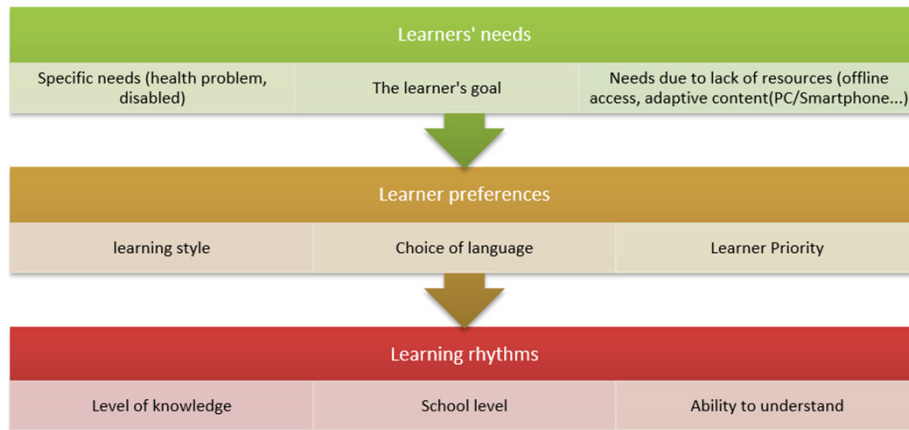 Learners' needs
Specific needs (health problem,
disabled)
The learner's goal
Needs due to lack of resources (offline
access, adaptive content(PC/Smartphone...)
Learner preferences
learning style
Choice of language
Learner Priority
Learning rhythms
Level of knowledge
School level
Ability to understand